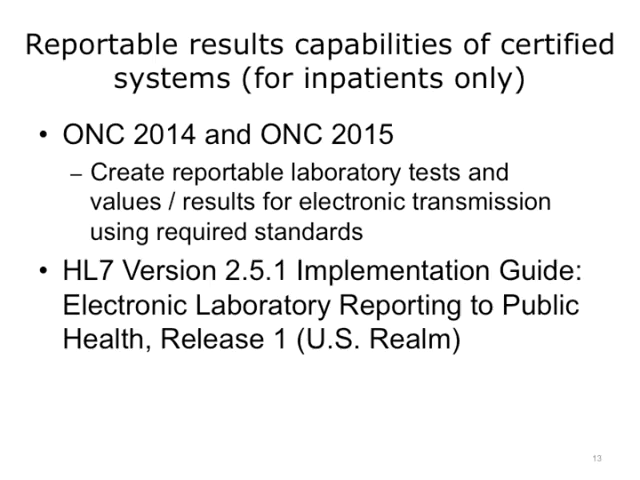 Reportable results capabilities of certified
systems (for inpatients only)
• ONC 2014 and ONC 2015
– Create reportable laboratory tests and
values / results for electronic transmission
using required standards
• HL7 Version 2.5.1 Implementation Guide:
Electronic Laboratory Reporting to Public
Health, Release 1 (U.S. Realm)
13